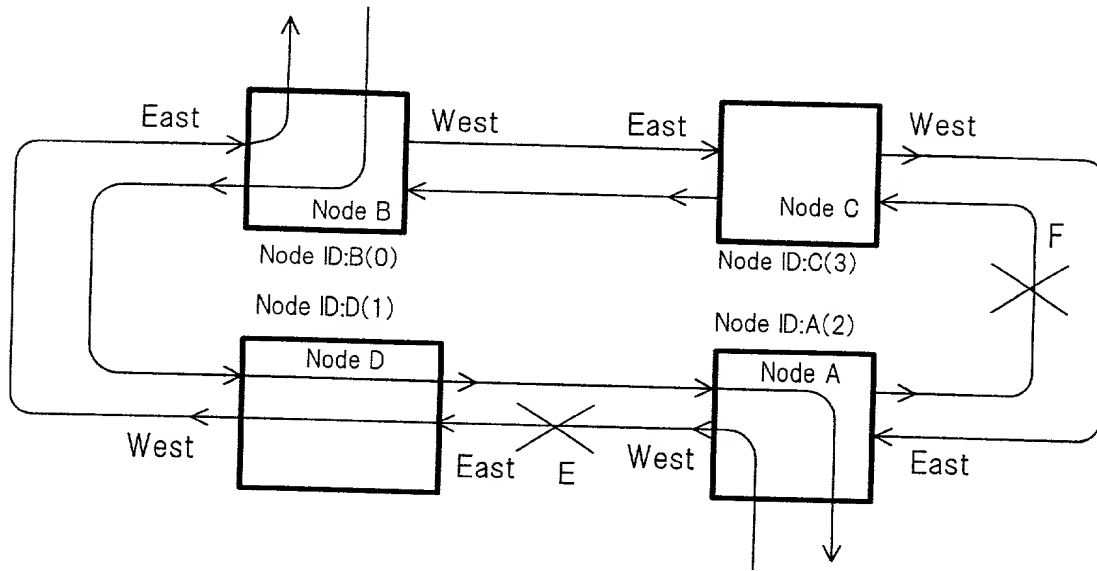 East
West
East
West
Node B
Node C
Node ID:B(0)
Node ID:C(3)
F
Node ID:D(1)
Node ID:A(2)
Node D
Node A
West
East
E
West
East